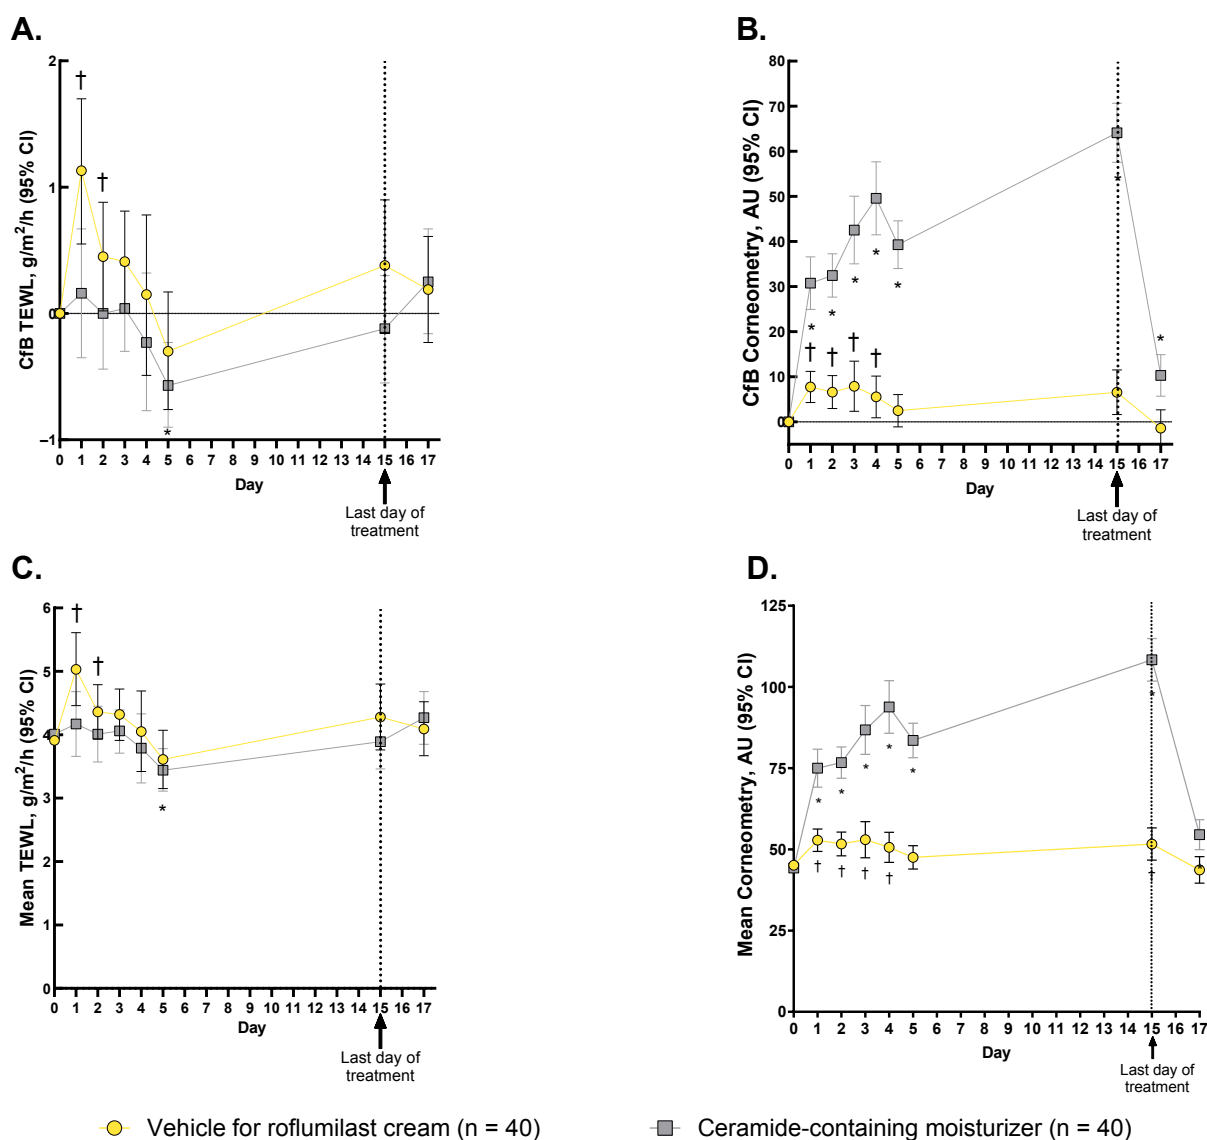 A.
CfB TEWL, g/m²/h (95% CI)
2
1
0
−1
†
†
*
0 1 2 3 4 5 6 7 8 9 10 11 12 13 14 15 16 17
Day
Last day of
treatment
B.
CfB Corneometry, AU (95% CI)
80
70
60
50
40
30
20
10
0
* * * * * * *
† † † †
0 1 2 3 4 5 6 7 8 9 10 11 12 13 14 15 16 17
Day
Last day of
treatment
C.
Mean TEWL, g/m²/h (95% CI)
6
5
4
3
2
1
0
†
†
*
0 1 2 3 4 5 6 7 8 9 10 11 12 13 14 15 16 17
Day
Last day of
treatment
D.
Mean Corneometry, AU (95% CI)
125
100
75
50
25
0
* * * * * *
† † † † †
0 1 2 3 4 5 6 7 8 9 10 11 12 13 14 15 16 17
Day
Last day of
treatment
Vehicle for roflumilast cream (n = 40)
Ceramide-containing moisturizer (n = 40)